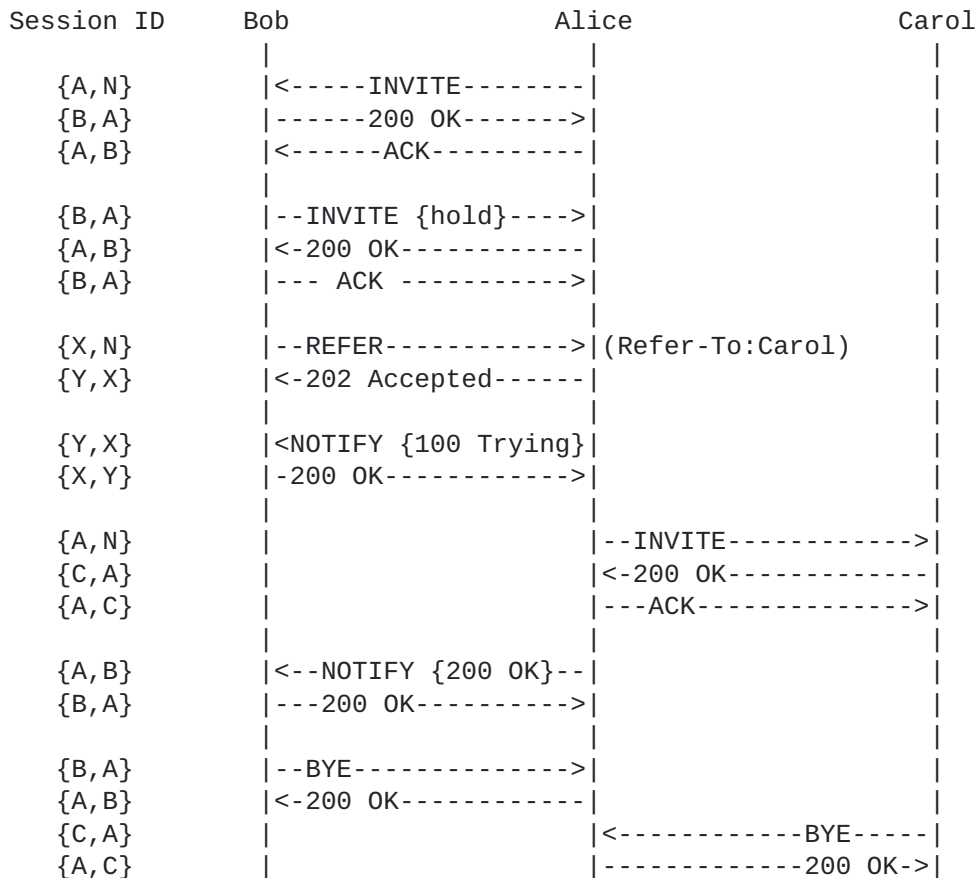 Session ID     Bob                  Alice                Carol
                |                    |                     |
   {A,N}        |<-----INVITE--------|                     |
   {B,A}        |------200 OK------->|                     |
   {A,B}        |<------ACK----------|                     |
                |                    |                     |
   {B,A}        |--INVITE {hold}---->|                     |
   {A,B}        |<-200 OK------------|                     |
   {B,A}        |--- ACK ----------->|                     |
                |                    |                     |
   {X,N}        |--REFER------------>|(Refer-To:Carol)     |
   {Y,X}        |<-202 Accepted------|                     |
                |                    |                     |
   {Y,X}        |<NOTIFY {100 Trying}|                     |
   {X,Y}        |-200 OK------------>|                     |
                |                    |                     |
   {A,N}        |                    |--INVITE------------>|
   {C,A}        |                    |<-200 OK-------------|
   {A,C}        |                    |---ACK-------------->|
                |                    |                     |
   {A,B}        |<--NOTIFY {200 OK}--|                     |
   {B,A}        |---200 OK---------->|                     |
                |                    |                     |
   {B,A}        |--BYE-------------->|                     |
   {A,B}        |<-200 OK------------|                     |
   {C,A}        |                    |<------------BYE-----|
   {A,C}        |                    |-------------200 OK->|